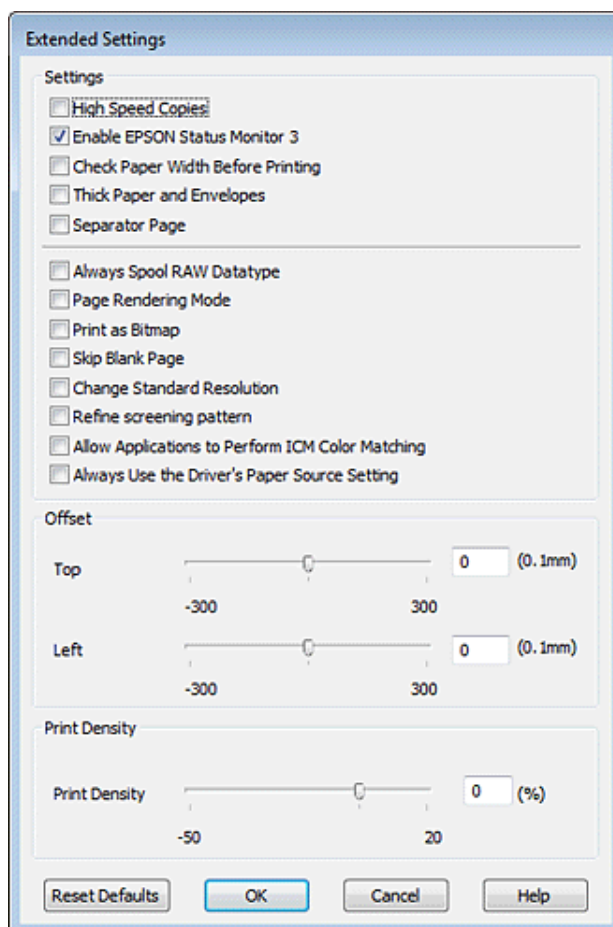 Extended Settings
Settings
High Speed Copies
Enable EPSON Status Monitor 3
Check Paper Width Before Printing
Thick Paper and Envelopes
Separator Page
Always Spool RAW Datatype
Page Rendering Mode
Print as Bitmap
Skip Blank Page
Change Standard Resolution
Refine screening pattern
Allow Applications to Perform ICM Color Matching
Always Use the Driver's Paper Source Setting
Offset
Top 0 (0.1mm)
-300 300
Left 0 (0.1mm)
-300 300
Print Density
Print Density 0 (%)
-50 20
Reset Defaults OK Cancel Help